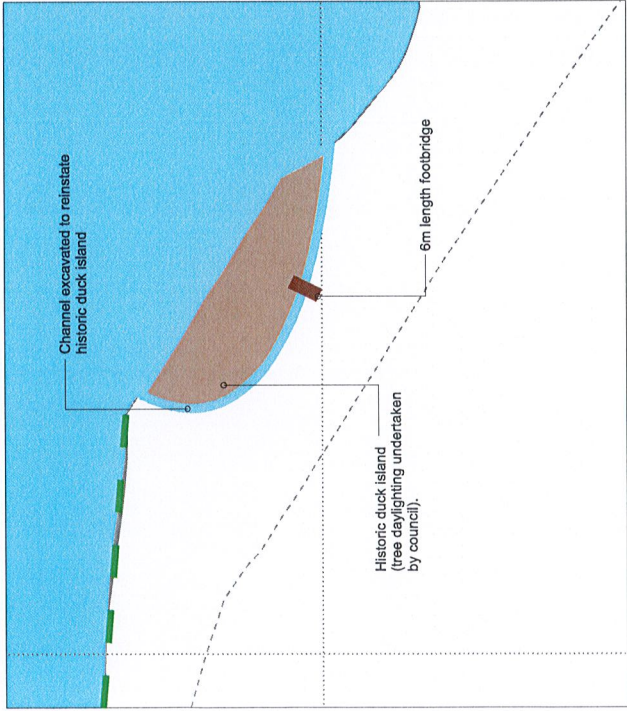 Channel excavated to reinstate
historic duck island
6m length footbridge
Historic duck island
(tree daylighting undertaken
by council).